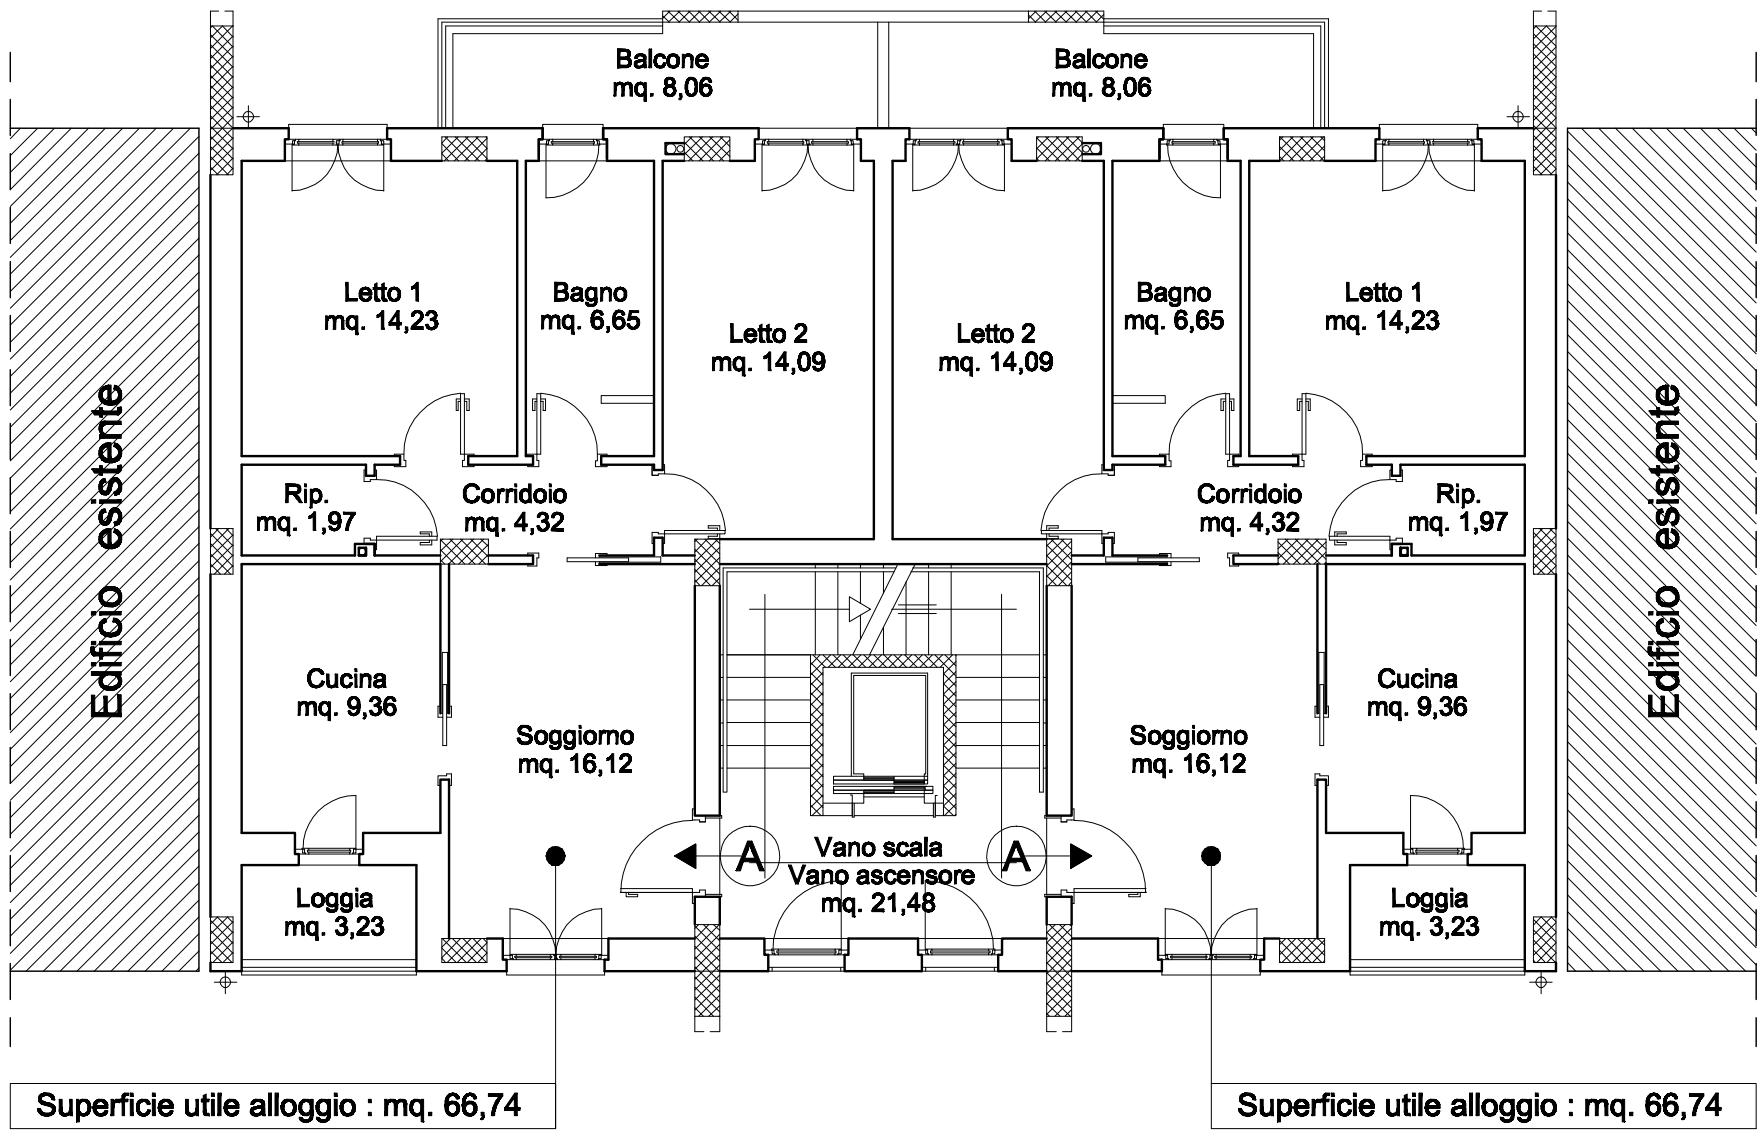 Balcone
mq. 8,06
Balcone
mq. 8,06
Letto 1
mq. 14,23
Bagno
mq. 6,65
Letto 2
mq. 14,09
Letto 2
mq. 14,09
Bagno
mq. 6,65
Letto 1
mq. 14,23
Edificio esistente
Edificio esistente
Rip.
mq. 1,97
Corridoio
mq. 4,32
Corridoio
mq. 4,32
Rip.
mq. 1,97
Cucina
mq. 9,36
Soggiorno
mq. 16,12
Soggiorno
mq. 16,12
Cucina
mq. 9,36
A
Vano scala
Vano ascensore
mq. 21,48
A
Loggia
mq. 3,23
Loggia
mq. 3,23
Superficie utile alloggio : mq. 66,74
Superficie utile alloggio : mq. 66,74